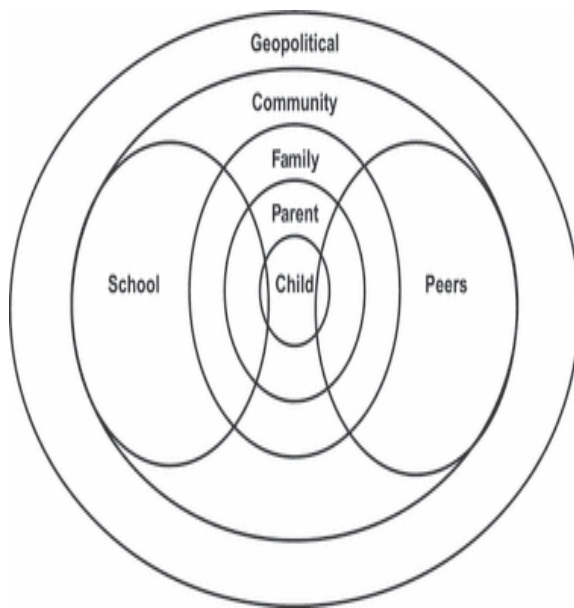 Geopolitical
Community
Family
Parent
School
Child
Peers